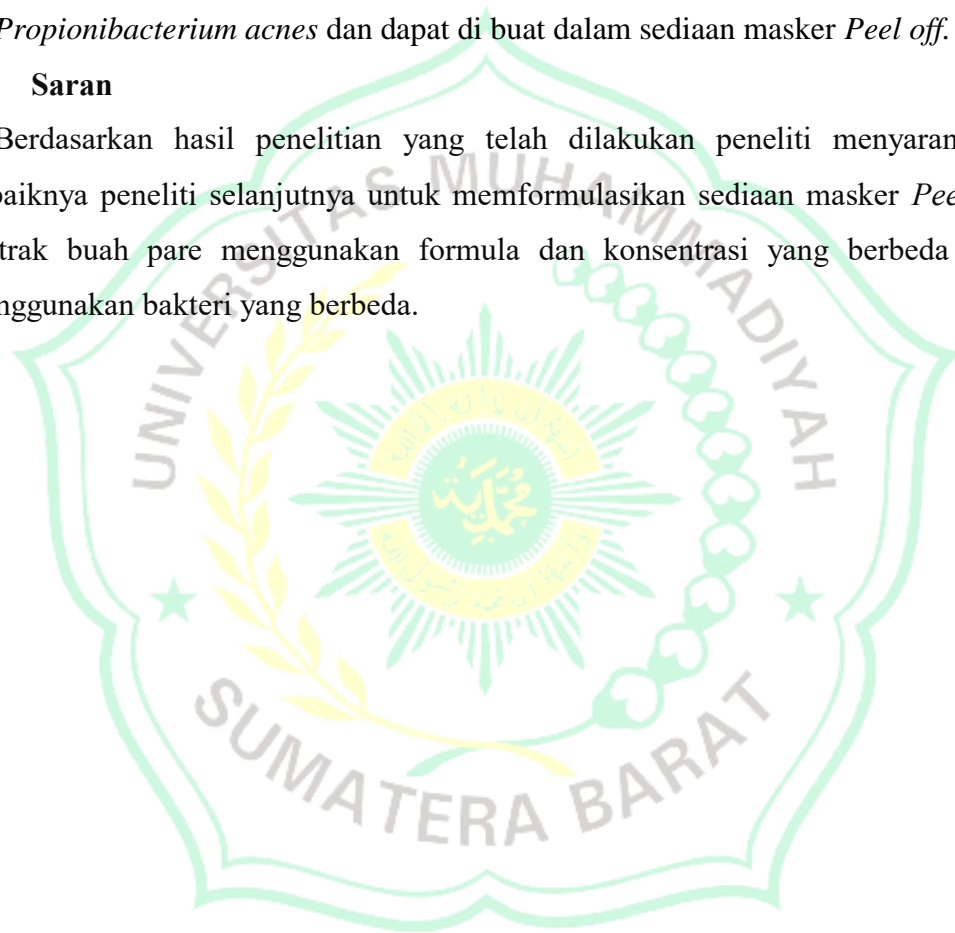 Propionibacterium acnes dan dapat di buat dalam sediaan masker Peel off.
Saran
Berdasarkan hasil penelitian yang telah dilakukan peneliti menyaran
baiknya peneliti selanjutnya untuk memformulasikan sediaan masker Pee
trak buah pare menggunakan formula dan konsentrasi yang berbeda
nggunakan bakteri yang berbeda.
UNIVERSITAS MUHAMMADIYAH
SUMATERA BARAT